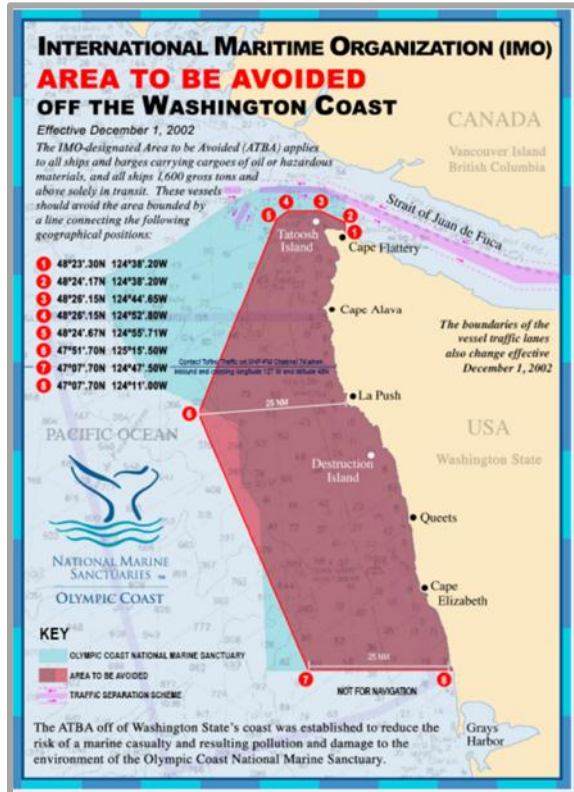 INTERNATIONAL MARITIME ORGANIZATION (IMO)
AREA TO BE AVOIDED
OFF THE WASHINGTON COAST
Effective December 1, 2002
The IMO-designated Area to be Avoided (ATBA) applies
to all ships and barges carrying cargoes of oil or hazardous
materials, and all ships 1,600 gross tons and
above solely in transit. These vessels
should avoid the area bounded by
a line connecting the following
geographical positions:
1 48°23'.30N 124°38'.20W
2 48°24'.17N 124°38'.20W
3 48°26'.15N 124°44'.65W
4 48°26'.15N 124°52'.80W
5 48°24'.67N 124°55'.71W
6 47°51'.70N 125°15'.50W
7 47°07'.70N 124°47'.50W
8 47°07'.70N 124°11'.00W
CANADA
Vancouver Island
British Columbia
Strait of Juan de Fuca
4
3
5
2
1
Tatoosh
Island
Cape Flattery
Cape Alava
The boundaries of the
vessel traffic lanes
also change effective
December 1, 2002
La Push
25 NM
6
PACIFIC OCEAN
USA
Washington State
Destruction
Island
Queets
Cape
Elizabeth
NATIONAL MARINE
SANCTUARIES
OLYMPIC COAST
KEY
OLYMPIC COAST NATIONAL MARINE SANCTUARY
AREA TO BE AVOIDED
TRAFFIC SEPARATION SCHEME
25 NM
7
8
NOT FOR NAVIGATION
Grays
Harbor
The ATBA off of Washington State's coast was established to reduce the
risk of a marine casualty and resulting pollution and damage to the
environment of the Olympic Coast National Marine Sanctuary.